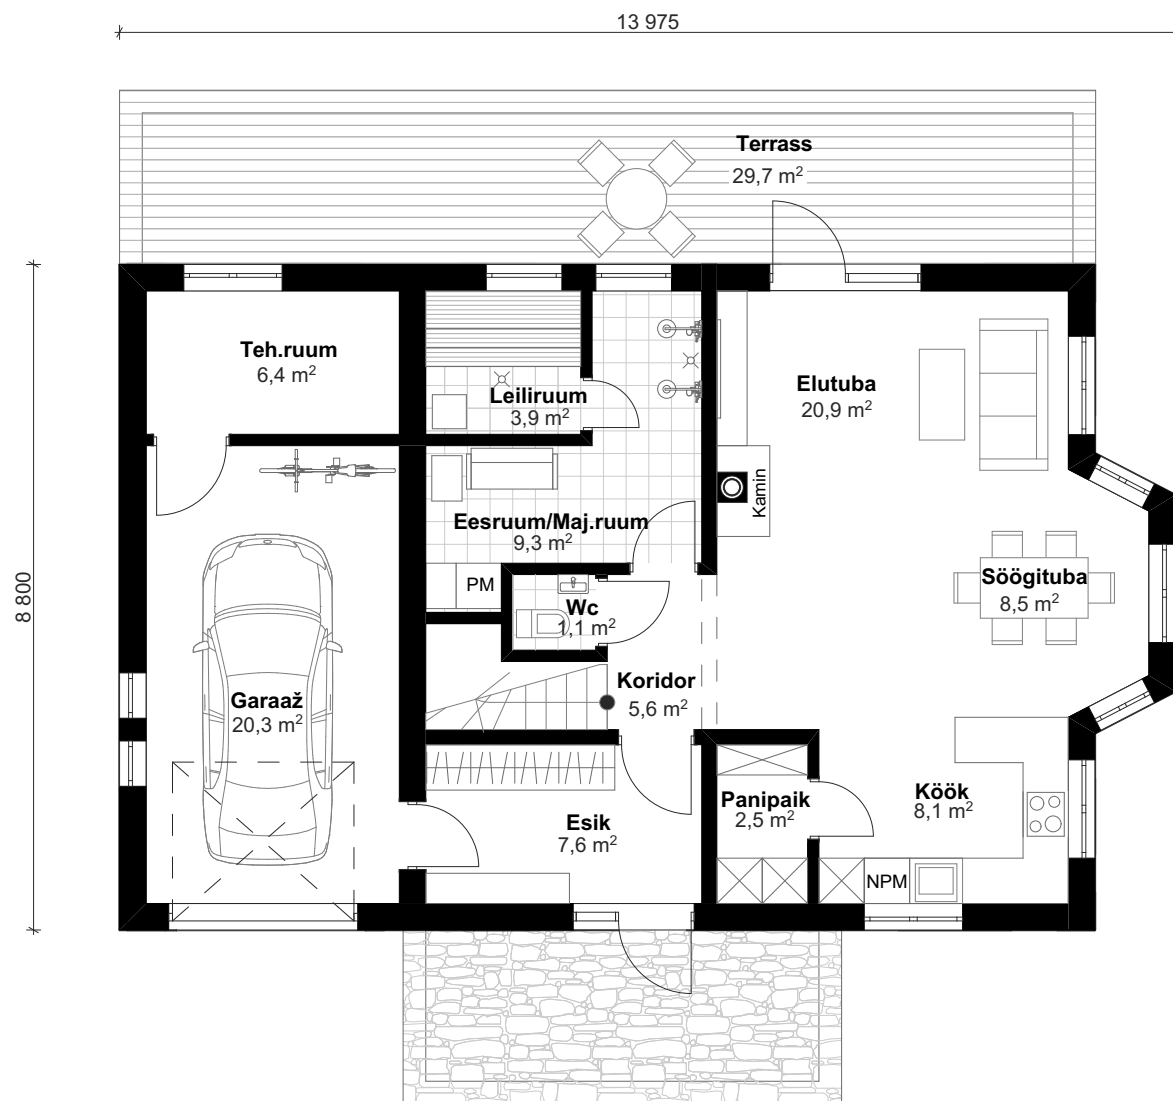 13 975
Terrass
29,7 m²
Teh.ruum
6,4 m²
Leiliruum
3,9 m²
Elutuba
20,9 m²
Kamin
Eesruum/Maj.ruum
9,3 m²
PM
Wc
1,1 m²
Söögituba
8,5 m²
8 800
Garaaž
20,3 m²
Koridor
5,6 m²
Esik
7,6 m²
Panipaik
2,5 m²
Köök
8,1 m²
NPM